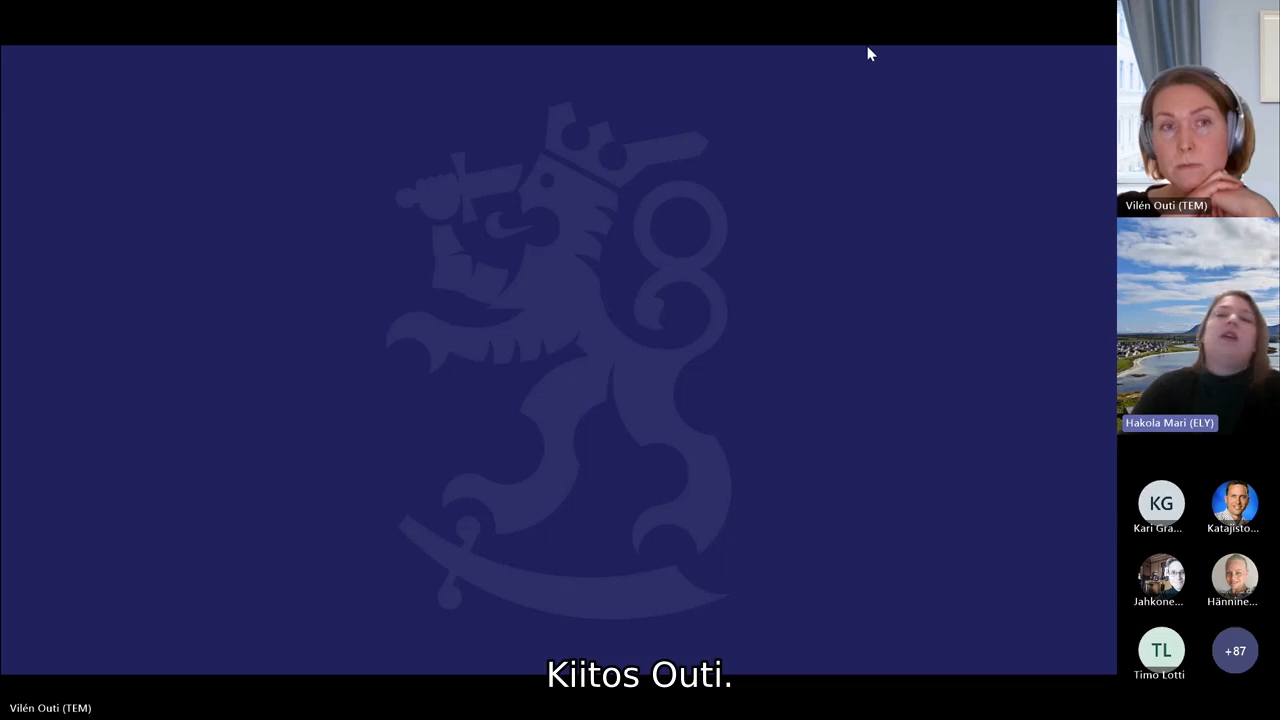 Vilén Outi (TEM)
Hakola Mari (ELY)
KG
Kari Gra...
Katajisto...
Jahkone...
Hännine...
TL
Timo Lotti
+87
Kiitos Outi.
Vilén Outi (TEM)